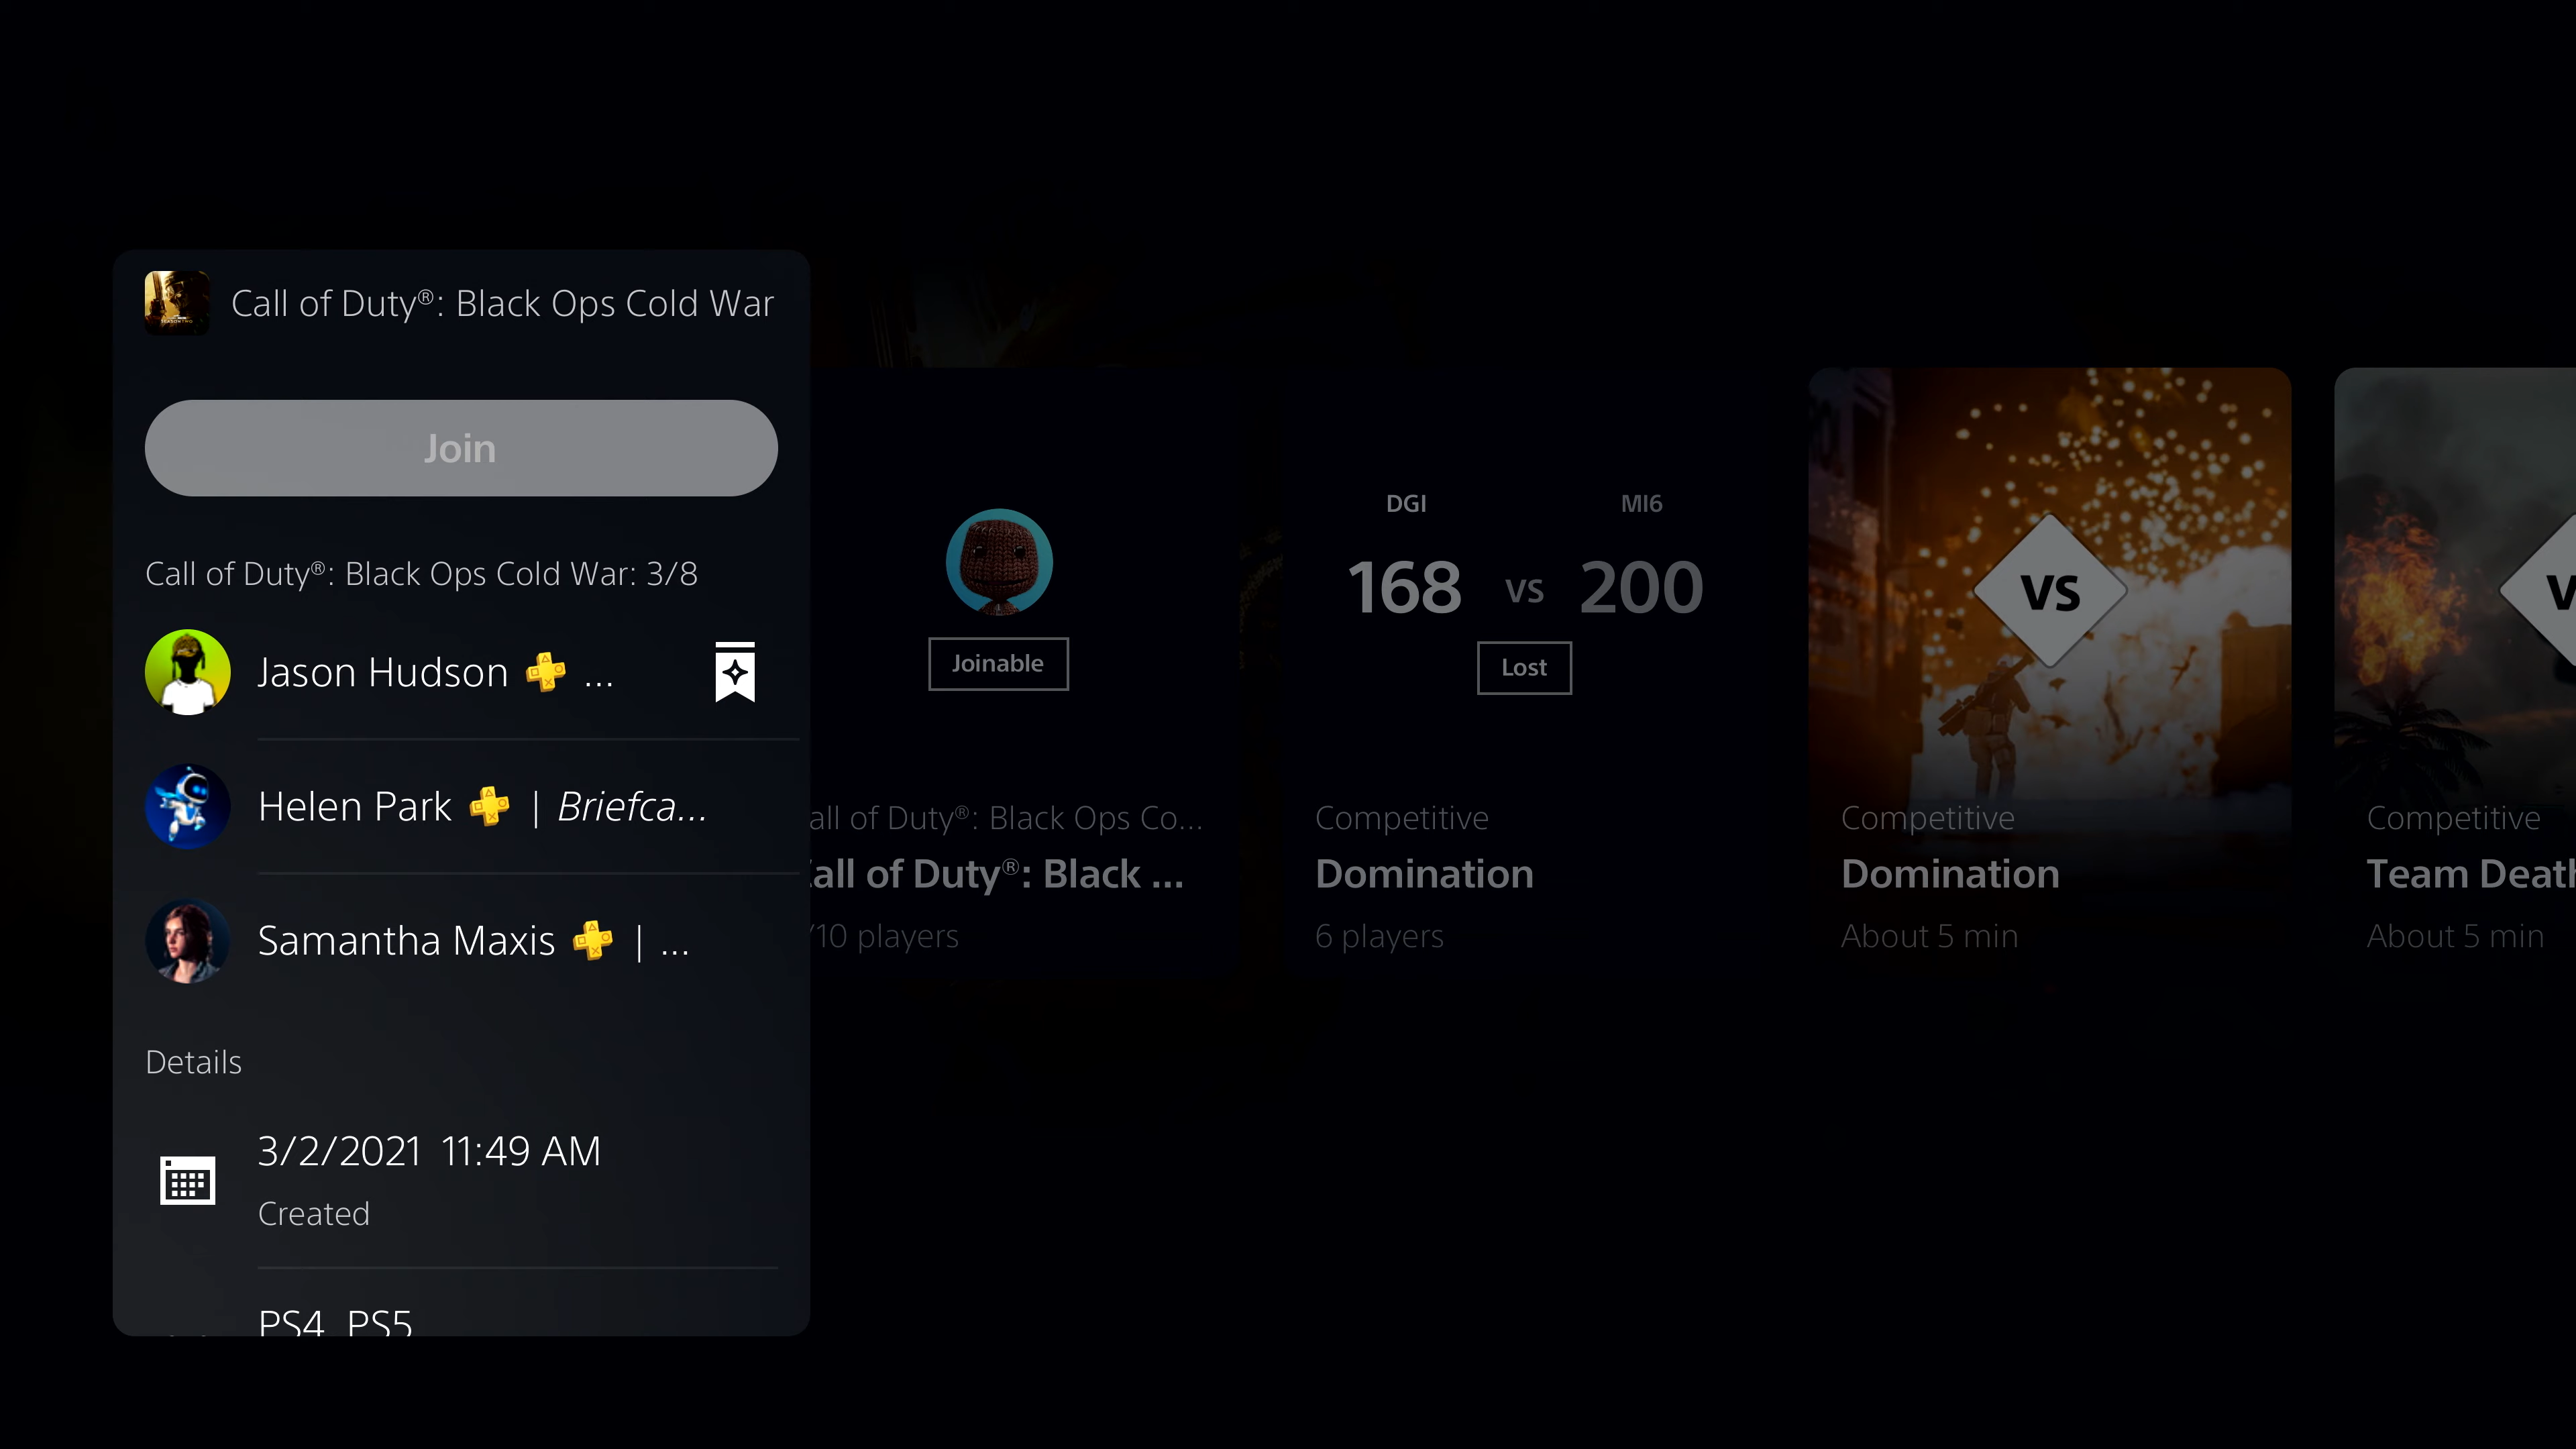 Call of Duty®: Black Ops Cold War
Join
Call of Duty®: Black Ops Cold War: 3/8
Jason Hudson ...
Helen Park | Briefca...
Samantha Maxis | ...
Details
3/2/2021 11:49 AM
Created
PS4, PS5
Joinable
all of Duty®: Black Ops Co...
all of Duty®: Black ...
/10 players
DGI
MI6
168 VS 200
Lost
Competitive
Domination
6 players
VS
Competitive
Domination
About 5 min
V
Competitive
Team Death
About 5 min